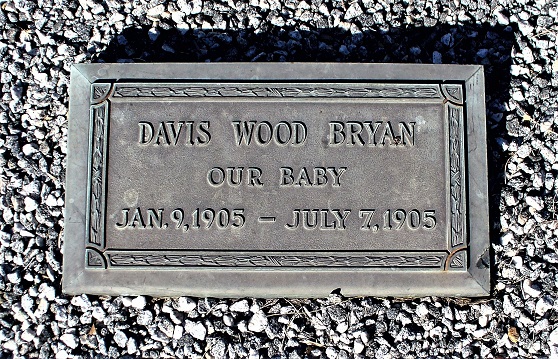 DAVIS WOOD BRYAN
OUR BABY
JAN. 9, 1905 – JULY 7, 1905